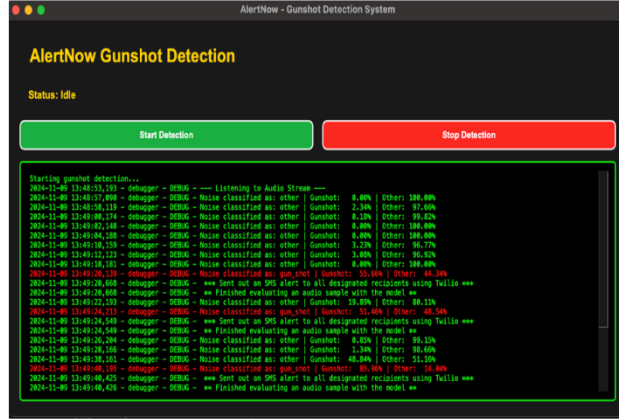 AlertNow - Gunshot Detection System
AlertNow Gunshot Detection
Status: Idle
Start Detection
Stop Detection
Starting gunshot detection...
2024-11-09 13:48:53,193 - debugger - DEBUG - --- Listening to Audio Stream ---
2024-11-09 13:48:57,099 - debugger - DEBUG - Noise classified as: other | Gunshot: 0.00% | Other: 100.00%
2024-11-09 13:48:58,119 - debugger - DEBUG - Noise classified as: other | Gunshot: 2.34% | Other: 97.66%
2024-11-09 13:49:00,174 - debugger - DEBUG - Noise classified as: other | Gunshot: 0.18% | Other: 99.82%
2024-11-09 13:49:02,148 - debugger - DEBUG - Noise classified as: other | Gunshot: 0.00% | Other: 100.00%
2024-11-09 13:49:04,188 - debugger - DEBUG - Noise classified as: other | Gunshot: 0.00% | Other: 100.00%
2024-11-09 13:49:10,159 - debugger - DEBUG - Noise classified as: other | Gunshot: 3.23% | Other: 96.77%
2024-11-09 13:49:12,123 - debugger - DEBUG - Noise classified as: other | Gunshot: 3.08% | Other: 96.92%
2024-11-09 13:49:18,181 - debugger - DEBUG - Noise classified as: other | Gunshot: 0.00% | Other: 100.00%
2024-11-09 13:49:20,139 - debugger - DEBUG - Noise classified as: gun_shot | Gunshot: 55.66% | Other: 44.34%
2024-11-09 13:49:20,668 - debugger - DEBUG - *** Sent out an SMS alert to all designated recipients using Twilio ***
2024-11-09 13:49:20,668 - debugger - DEBUG - ** Finished evaluating an audio sample with the model **
2024-11-09 13:49:22,193 - debugger - DEBUG - Noise classified as: other | Gunshot: 19.89% | Other: 80.11%
2024-11-09 13:49:24,213 - debugger - DEBUG - Noise classified as: gun_shot | Gunshot: 51.46% | Other: 48.54%
2024-11-09 13:49:24,549 - debugger - DEBUG - *** Sent out an SMS alert to all designated recipients using Twilio ***
2024-11-09 13:49:24,549 - debugger - DEBUG - ** Finished evaluating an audio sample with the model **
2024-11-09 13:49:26,204 - debugger - DEBUG - Noise classified as: other | Gunshot: 0.85% | Other: 99.15%
2024-11-09 13:49:28,166 - debugger - DEBUG - Noise classified as: other | Gunshot: 1.34% | Other: 98.66%
2024-11-09 13:49:38,161 - debugger - DEBUG - Noise classified as: other | Gunshot: 48.84% | Other: 51.16%
2024-11-09 13:49:40,195 - debugger - DEBUG - Noise classified as: gun_shot | Gunshot: 85.96% | Other: 14.04%
2024-11-09 13:49:40,425 - debugger - DEBUG - *** Sent out an SMS alert to all designated recipients using Twilio ***
2024-11-09 13:49:40,426 - debugger - DEBUG - ** Finished evaluating an audio sample with the model **